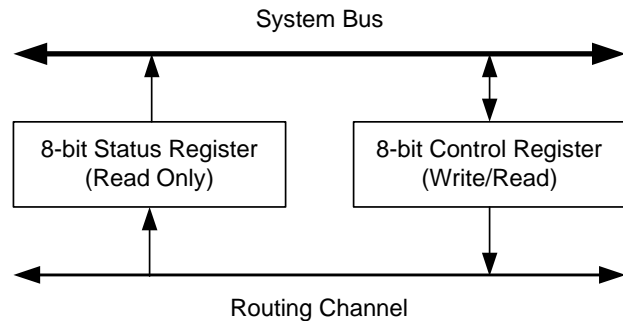 System Bus
8-bit Status Register
(Read Only)
8-bit Control Register
(Write/Read)
Routing Channel